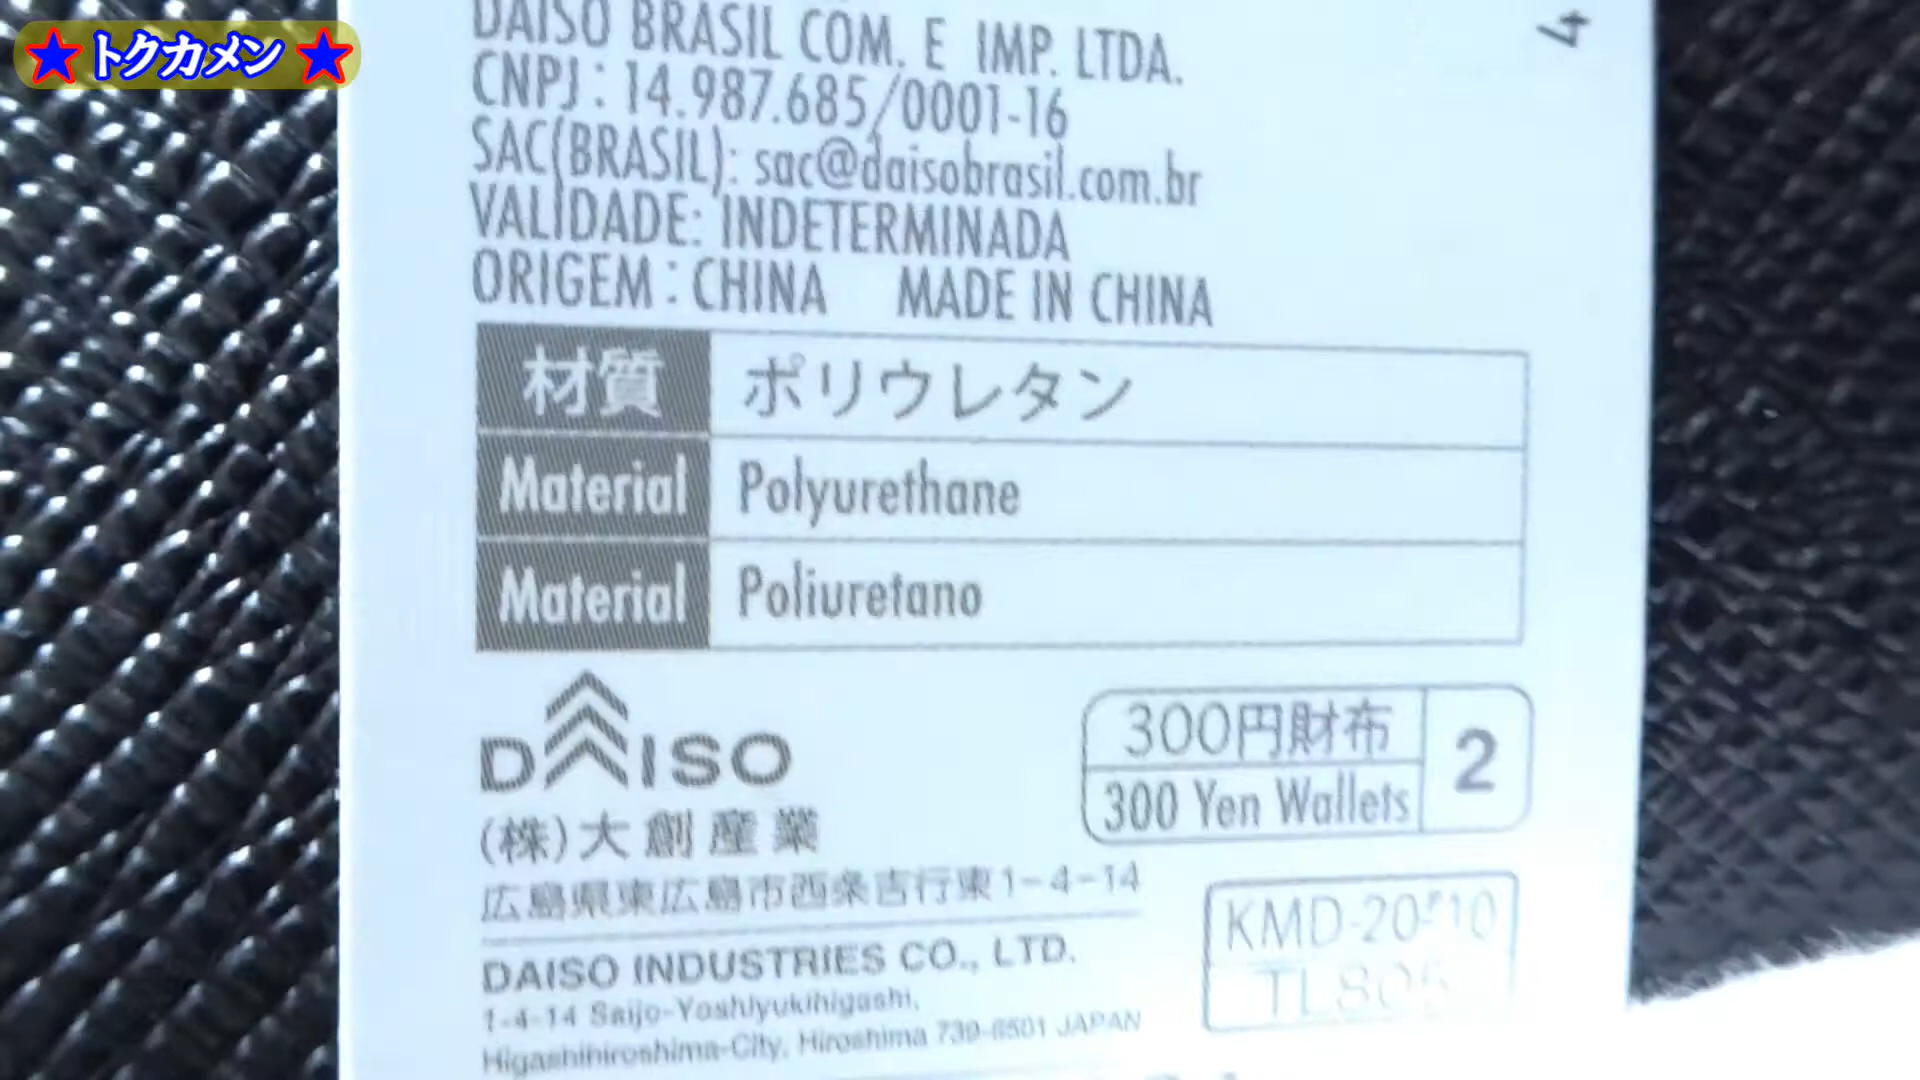 ★トクカメン★
4
DAISO BRASIL COM. E IMP. LTDA.
CNPJ : 14.987.685/0001-16
SAC(BRASIL): sac@daisobrasil.com.br
VALIDADE: INDETERMINADA
ORIGEM : CHINA MADE IN CHINA
材質 ポリウレタン
Material Polyurethane
Material Poliuretano
DAISO
300円財布 2
300 Yen Wallets
(株)大創産業
広島県東広島市西条吉行東1-4-14
DAISO INDUSTRIES CO., LTD.
1-4-14 Saijo-Yoshiyukihigashi,
Higashihiroshima-City, Hiroshima 739-8501 JAPAN